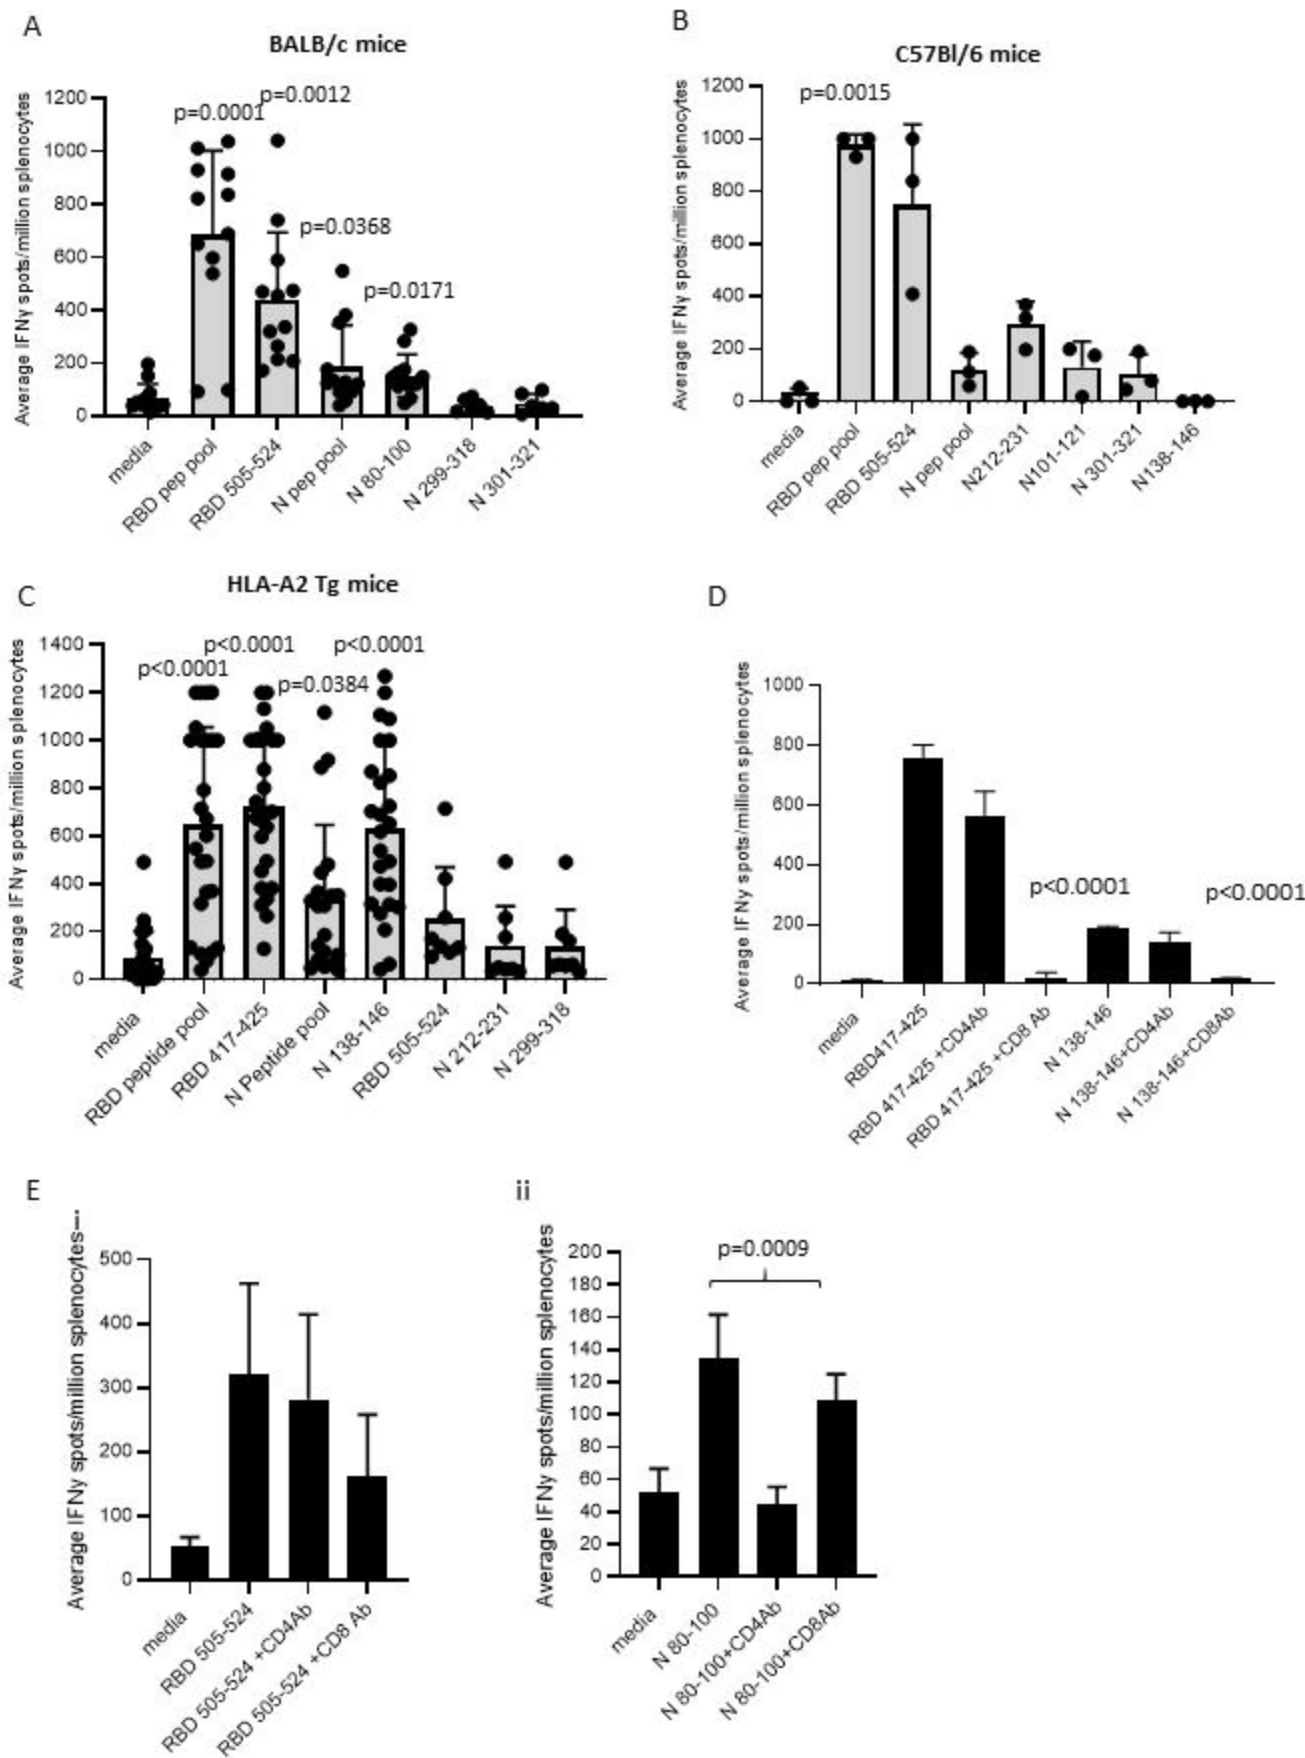 A
BALB/c mice
Average IFNγ spots/million splenocytes
1200
1000
800
600
400
200
0
p=0.0001
p=0.0012
p=0.0368
p=0.0171
media
RBD pep pool
RBD 505-524
N pep pool
N 80-100
N 299-318
N 301-321
B
C57Bl/6 mice
Average IFNγ spots/million splenocytes
1200
1000
800
600
400
200
0
p=0.0015
media
RBD pep pool
RBD 505-524
N pep pool
N212-231
N101-121
N 301-321
N138-146
C
HLA-A2 Tg mice
Average IFNγ spots/million splenocytes
1400
1200
1000
800
600
400
200
0
p<0.0001
p<0.0001
p=0.0384
p<0.0001
media
RBD peptide pool
RBD 417-425
N Peptide pool
N 138-146
RBD 505-524
N 212-231
N 299-318
D
Average IFNγ spots/million splenocytes
1000
800
600
400
200
0
p<0.0001
p<0.0001
media
RBD417-425
RBD 417-425 +CD4Ab
RBD 417-425 +CD8 Ab
N 138-146
N 138-146+CD4Ab
N 138-146+CD8Ab
E
i
Average IFNγ spots/million splenocytes
500
400
300
200
100
0
media
RBD 505-524
RBD 505-524 +CD4Ab
RBD 505-524 +CD8 Ab
ii
Average IFNγ spots/million splenocytes
200
180
160
140
120
100
80
60
40
20
0
p=0.0009
media
N 80-100
N 80-100+CD4Ab
N 80-100+CD8Ab